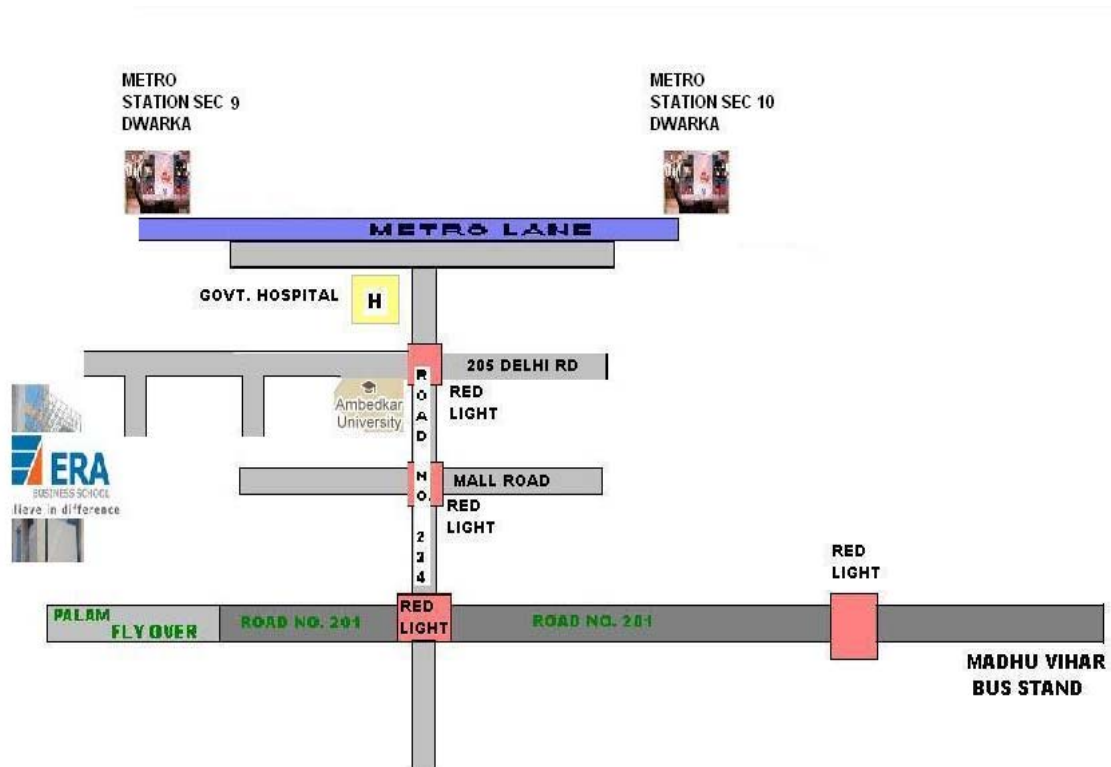 METRO
STATION SEC 9
DWARKA
METRO
STATION SEC 10
DWARKA
METRO LANE
GOVT. HOSPITAL
H
205 DELHI RD
RED
LIGHT
ROAD NO. 234
Ambedkar
University
ERA
BUSINESS SCHOOL
lieve in difference
MALL ROAD
RED
LIGHT
RED
LIGHT
PALAM
FLY OVER
ROAD NO. 201
RED
LIGHT
ROAD NO. 201
MADHU VIHAR
BUS STAND